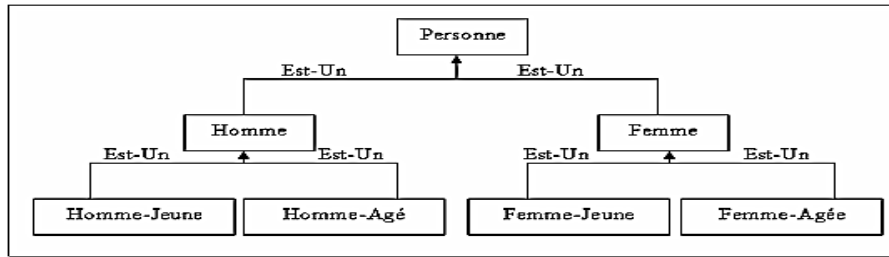 Personne
Est-Un Est-Un
Homme Femme
Est-Un Est-Un Est-Un Est-Un
Homme-Jeune Homme-Agé Femme-Jeune Femme-Agée